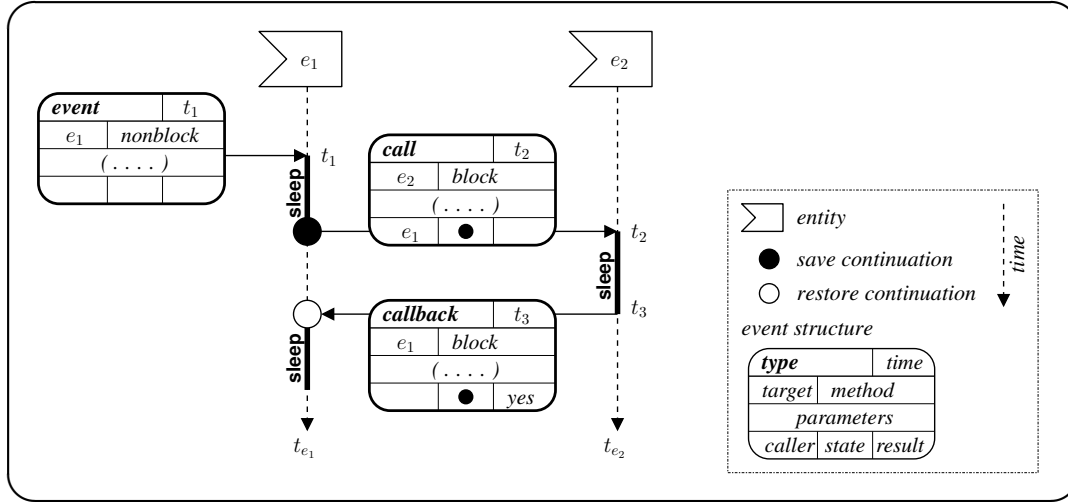 e1
e2
event t1
e1 nonblock
(....)
t1
sleep
call t2
e2 block
(....)
e1
t2
sleep
sleep
callback t3
e1 block
(....)
yes
t3
sleep
te1
te2
entity
save continuation
restore continuation
time
event structure
type time
target method
parameters
caller state result